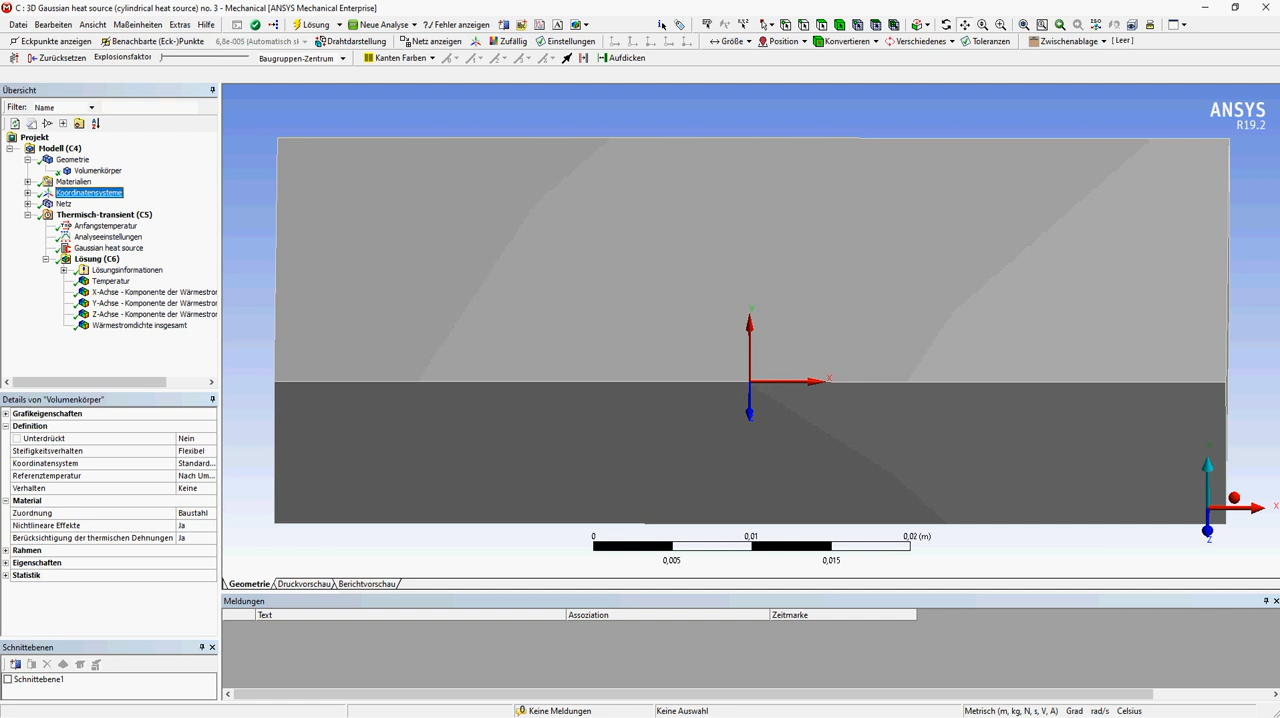 C : 3D Gaussian heat source (cylindrical heat source) no. 3 - Mechanical [ANSYS Mechanical Enterprise]
Datei Bearbeiten Ansicht Maßeinheiten Extras Hilfe Lösung Neue Analyse Fehler anzeigen
Eckpunkte anzeigen Benachbarte (Eck-)Punkte 6,8e-005 (Automatisch s Drahtdarstellung Netz anzeigen Zufällig Einstellungen Größe Position Konvertieren Verschiedenes Toleranzen Zwischenablage [ Leer ]
Zurücksetzen Explosionsfaktor Baugruppen-Zentrum Kanten Farben Aufdicken
Übersicht
Filter: Name
Projekt
Modell (C4)
Geometrie
Volumenkörper
Materialien
Koordinatensysteme
Netz
Thermisch-transient (C5)
Anfangstemperatur
Analyseeinstellungen
Gaussian heat source
Lösung (C6)
Lösungsinformationen
Temperatur
X-Achse - Komponente der Wärmestror
Y-Achse - Komponente der Wärmestror
Z-Achse - Komponente der Wärmestror
Wärmestromdichte insgesamt
Details von "Volumenkörper"
Grafikeigenschaften
Definition
Unterdrückt Nein
Steifigkeitsverhalten Flexibel
Koordinatensystem Standard...
Referenztemperatur Nach Um...
Verhalten Keine
Material
Zuordnung Baustahl
Nichtlineare Effekte Ja
Berücksichtigung der thermischen Dehnungen Ja
Rahmen
Eigenschaften
Statistik
Schnittebenen
Schnittebene1
ANSYS
R19.2
Y
X
Z
X
Z
0 0,01 0,02 (m)
0,005 0,015
Geometrie Druckvorschau Berichtvorschau
Meldungen
Text Assoziation Zeitmarke
Keine Meldungen Keine Auswahl Metrisch (m, kg, N, s, V, A) Grad rad/s Celsius